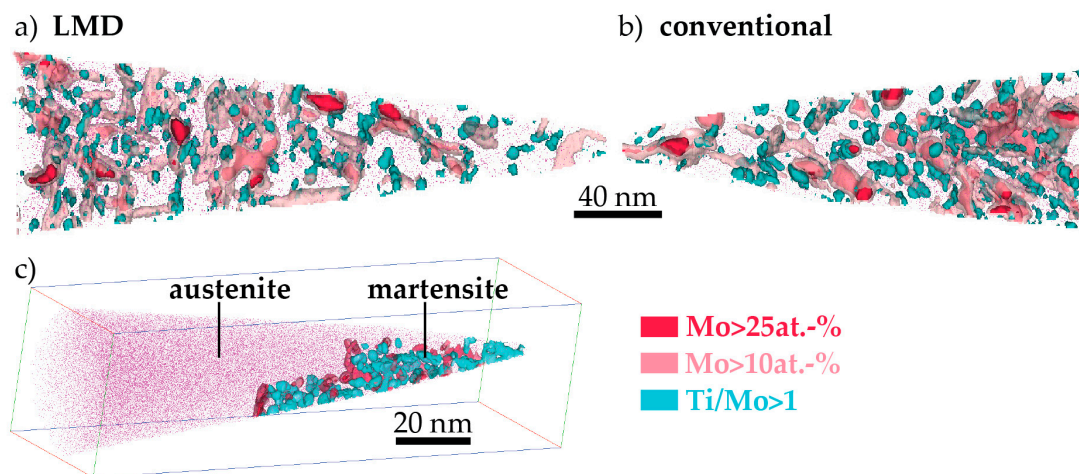 a) LMD
b) conventional
40 nm
c)
austenite
martensite
20 nm
Mo>25at.-%
Mo>10at.-%
Ti/Mo>1